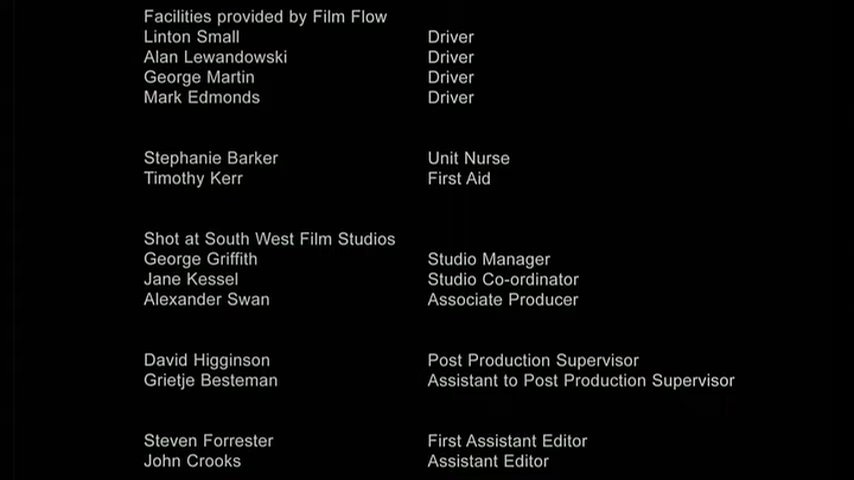 Facilities provided by Film Flow
Linton Small Driver
Alan Lewandowski Driver
George Martin Driver
Mark Edmonds Driver
Stephanie Barker Unit Nurse
Timothy Kerr First Aid
Shot at South West Film Studios
George Griffith Studio Manager
Jane Kessel Studio Co-ordinator
Alexander Swan Associate Producer
David Higginson Post Production Supervisor
Grietje Besteman Assistant to Post Production Supervisor
Steven Forrester First Assistant Editor
John Crooks Assistant Editor